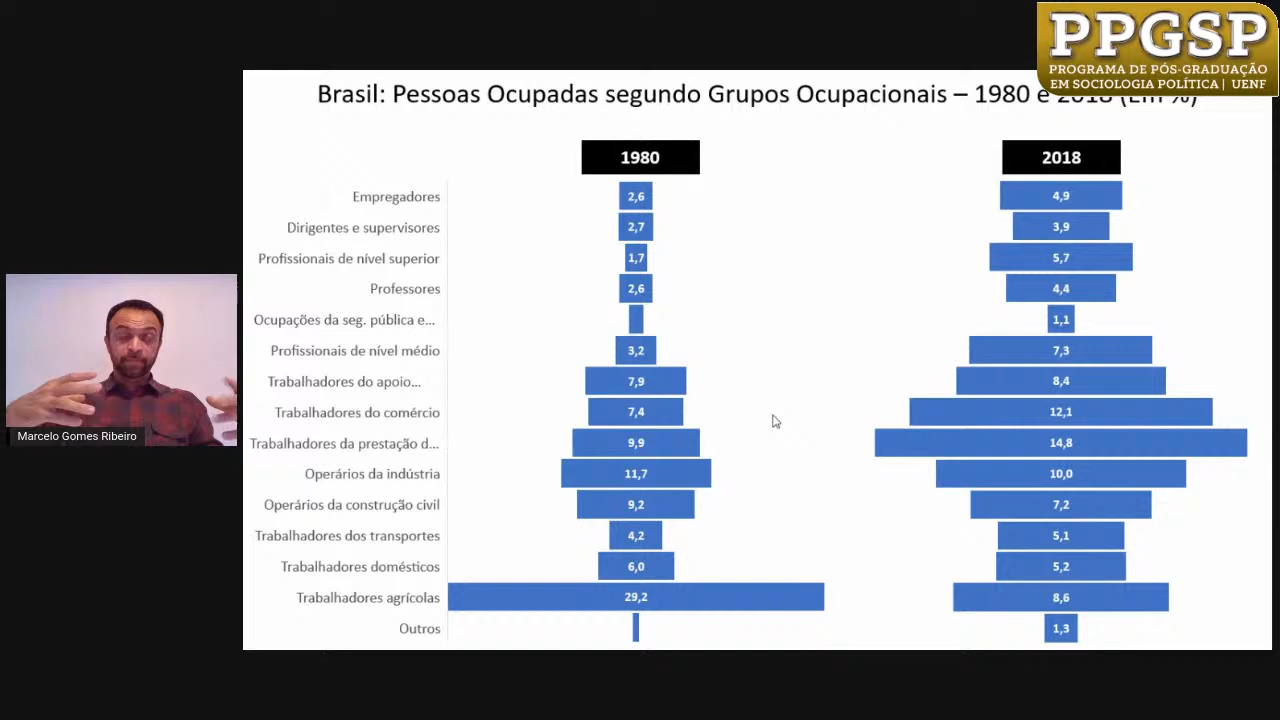 PPGSP
PROGRAMA DE PÓS-GRADUAÇÃO
EM SOCIOLOGIA POLÍTICA | UENF
Brasil: Pessoas Ocupadas segundo Grupos Ocupacionais – 1980 e 2018 (Em %)
1980 2018
Empregadores 2,6 4,9
Dirigentes e supervisores 2,7 3,9
Profissionais de nível superior 1,7 5,7
Professores 2,6 4,4
Ocupações da seg. pública e... 1,1
Profissionais de nível médio 3,2 7,3
Trabalhadores do apoio... 7,9 8,4
Trabalhadores do comércio 7,4 12,1
Trabalhadores da prestação d... 9,9 14,8
Operários da indústria 11,7 10,0
Operários da construção civil 9,2 7,2
Trabalhadores dos transportes 4,2 5,1
Trabalhadores domésticos 6,0 5,2
Trabalhadores agrícolas 29,2 8,6
Outros 1,3
Marcelo Gomes Ribeiro